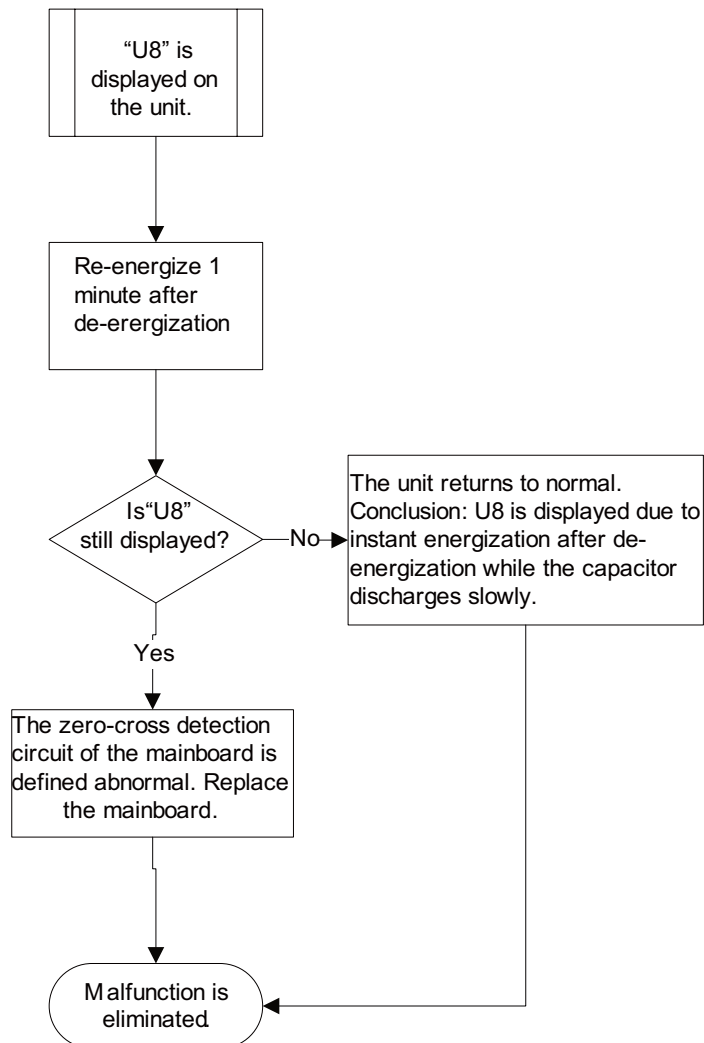 “U8” is
displayed on
the unit.
Re-energize 1
minute after
de-erergization
Is“U8”
still displayed?
No
The unit returns to normal.
Conclusion: U8 is displayed due to
instant energization after de-
energization while the capacitor
discharges slowly.
Yes
The zero-cross detection
circuit of the mainboard is
defined abnormal. Replace
the mainboard.
Malfunction is
eliminated.